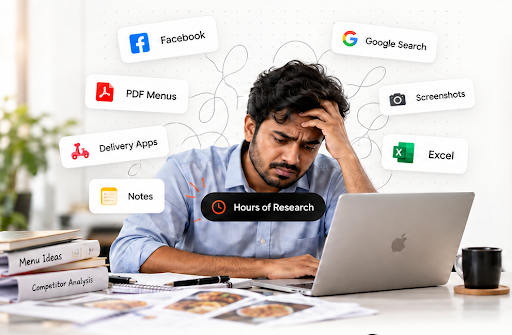 Facebook
Google Search
PDF Menus
Screenshots
Delivery Apps
Excel
Notes
Hours of Research
Menu Ideas
Competitor Analysis